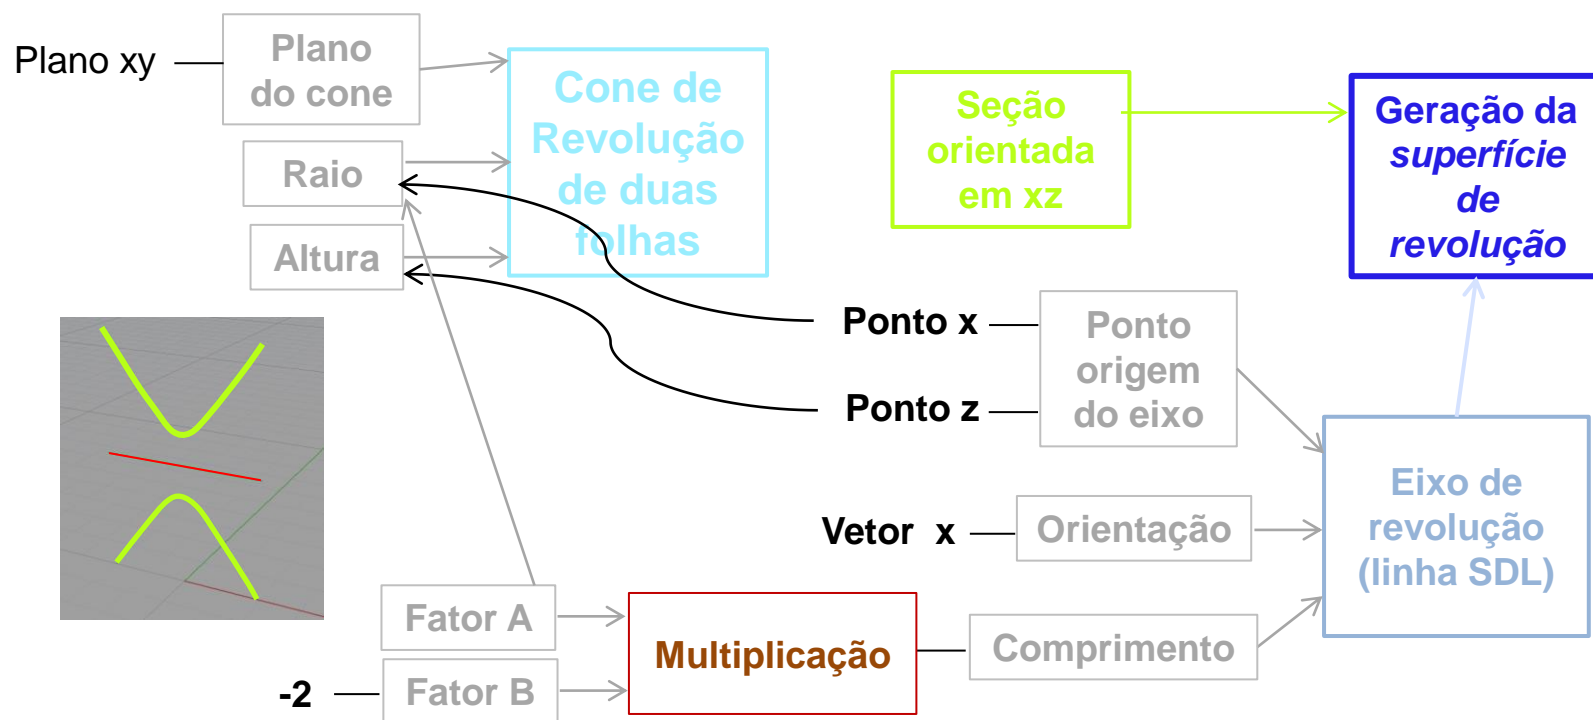 Plano xy
Plano
do cone
Raio
Altura
Cone de
Revolução
de duas
folhas
Seção
orientada
em xz
Geração da
superfície
de
revolução
Ponto x
Ponto z
Ponto
origem
do eixo
Vetor x
Orientação
Eixo de
revolução
(linha SDL)
Fator A
-2
Fator B
Multiplicação
Comprimento